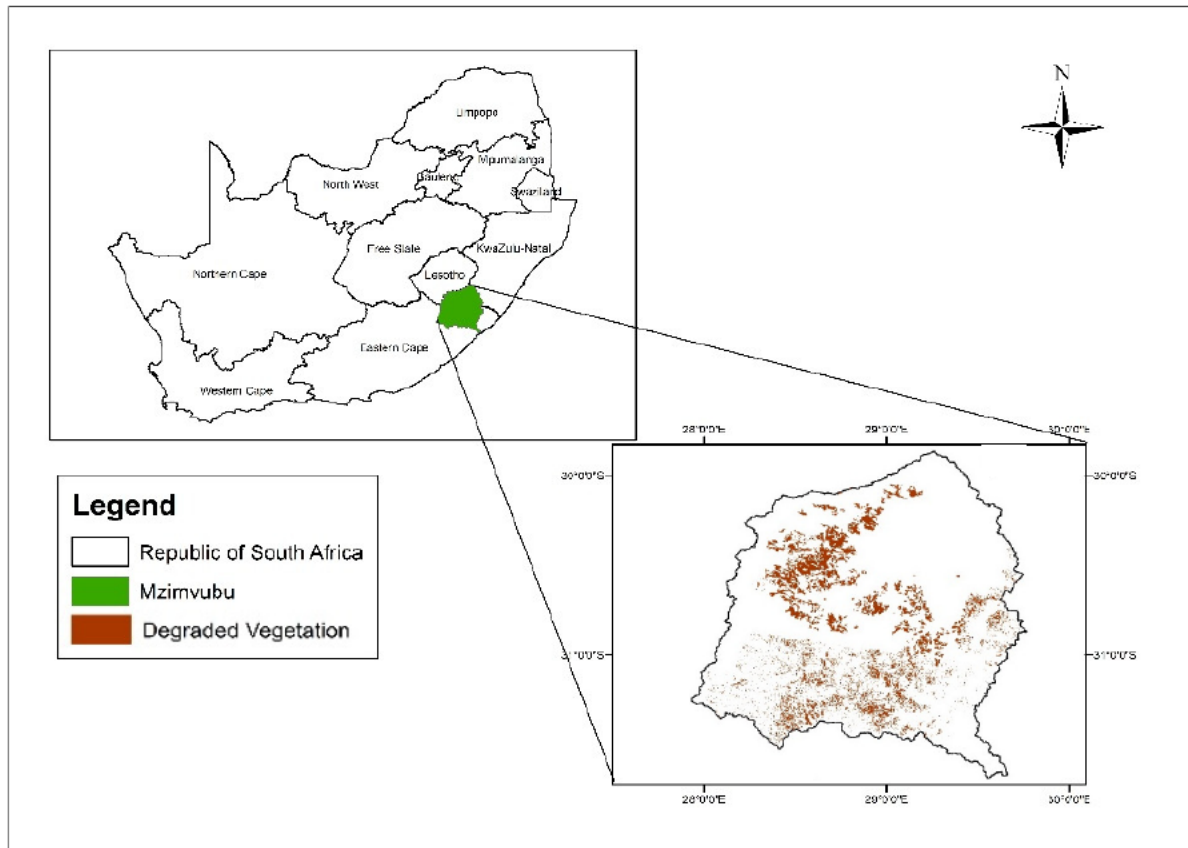 N
Limpopo
Mpumalanga
North West
Gauteng
Swaziland
Free State
KwaZulu-Natal
Lesotho
Northern Cape
Eastern Cape
Western Cape
Legend
Republic of South Africa
Mzimvubu
Degraded Vegetation
28°0'0"E 29°0'0"E 30°0'0"E
30°0'0"S 30°0'0"S
31°0'0"S 31°0'0"S
28°0'0"E 29°0'0"E 30°0'0"E